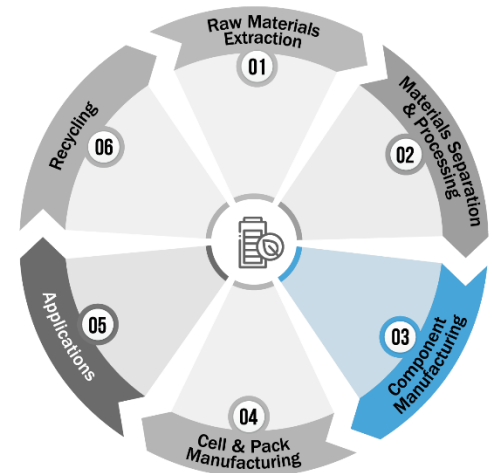 Raw Materials
Extraction
01
Materials Separation
& Processing
02
Component
Manufacturing
03
Cell & Pack
Manufacturing
04
Applications
05
Recycling
06